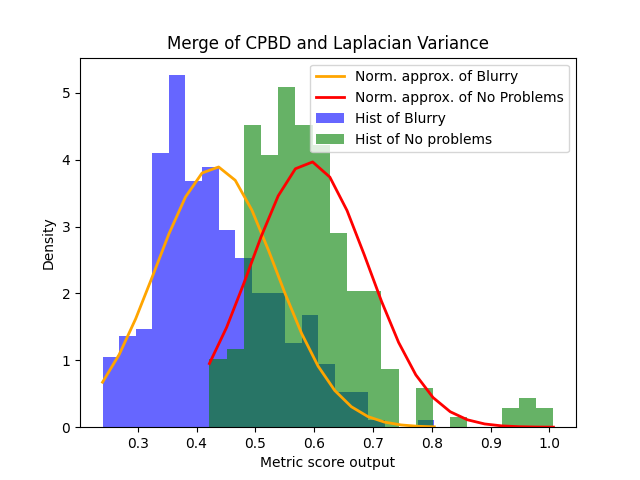 Merge of CPBD and Laplacian Variance
Norm. approx. of Blurry
Norm. approx. of No Problems
Hist of Blurry
Hist of No problems
Density
5
4
3
2
1
0
0.3 0.4 0.5 0.6 0.7 0.8 0.9 1.0
Metric score output